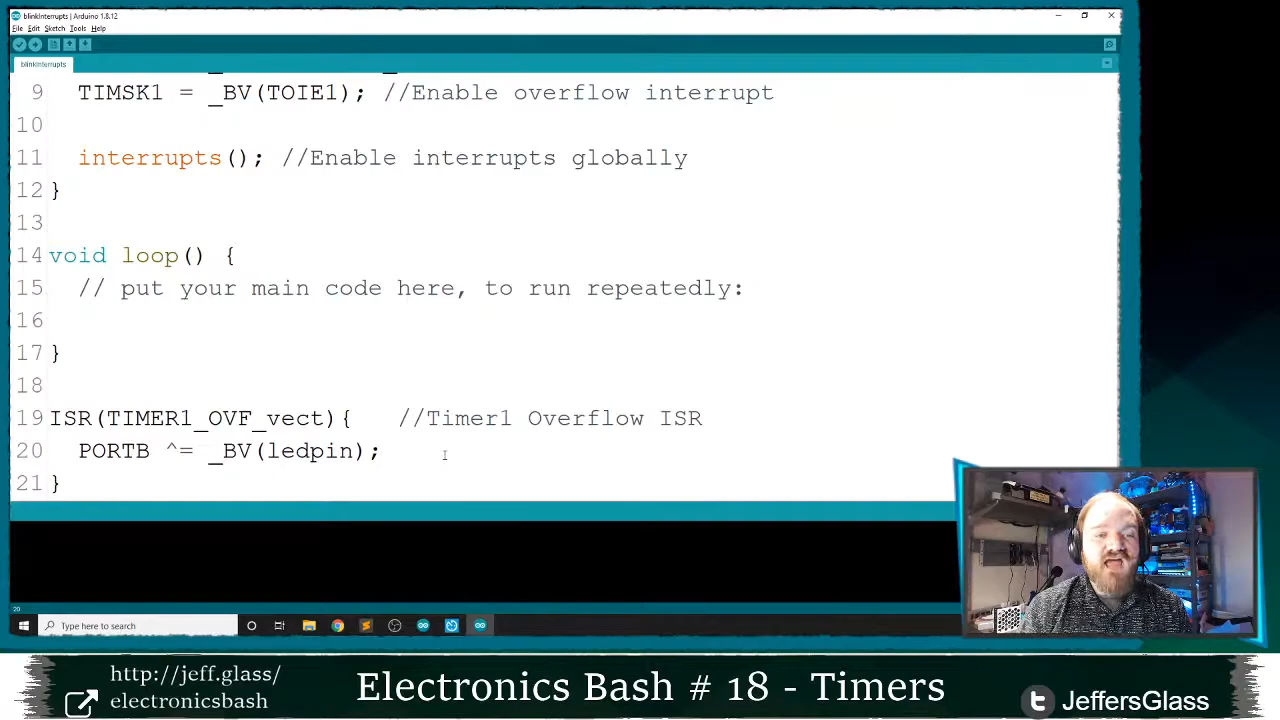 blinkInterrupts | Arduino 1.8.12
File Edit Sketch Tools Help
blinkInterrupts
9 TIMSK1 = _BV(TOIE1); //Enable overflow interrupt
10
11 interrupts(); //Enable interrupts globally
12 }
13
14 void loop() {
15 // put your main code here, to run repeatedly:
16
17 }
18
19 ISR(TIMER1_OVF_vect){ //Timer1 Overflow ISR
20 PORTB ^= _BV(ledpin);
21 }
20
Type here to search
http://jeff.glass/
electronicsbash
Electronics Bash # 18 - Timers
JeffersGlass